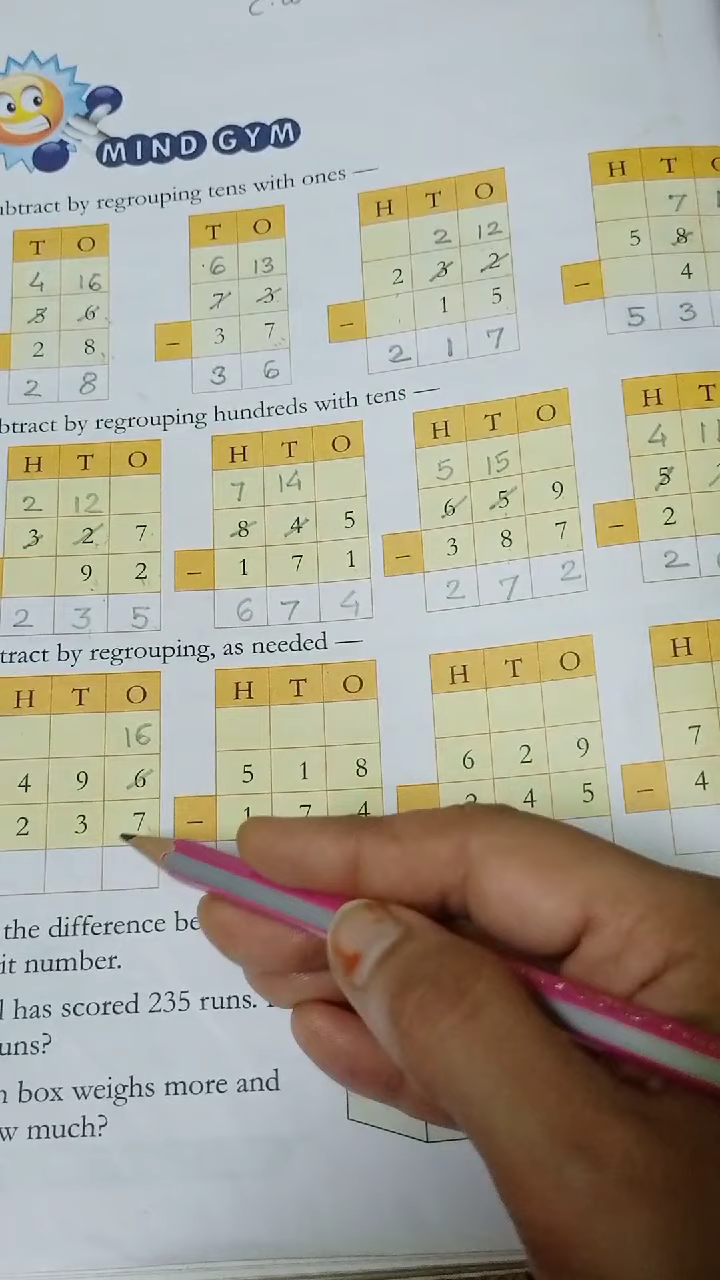 C.W
MIND GYM
ubtract by regrouping tens with ones —
T O
4 16
5 6
2 8
2 8
T O
6 13
7 3
- 3 7
3 6
H T O
2 12
2 3 2
- 1 5
2 1 7
H T
7
5 8
- 4
5 3
btract by regrouping hundreds with tens —
H T O
2 12
3 2 7
9 2
2 3 5
H T O
7 14
8 4 5
- 1 7 1
6 7 4
H T O
5 15
6 5 9
- 3 8 7
2 7 2
H T
4 11
5
- 2
2
tract by regrouping, as needed —
H T O
16
4 9 6
2 3 7
H T O
5 1 8
- 1 7 4
H T O
6 2 9
4 5
H
7
- 4
the difference be
it number.
l has scored 235 runs.
uns?
box weighs more and
w much?